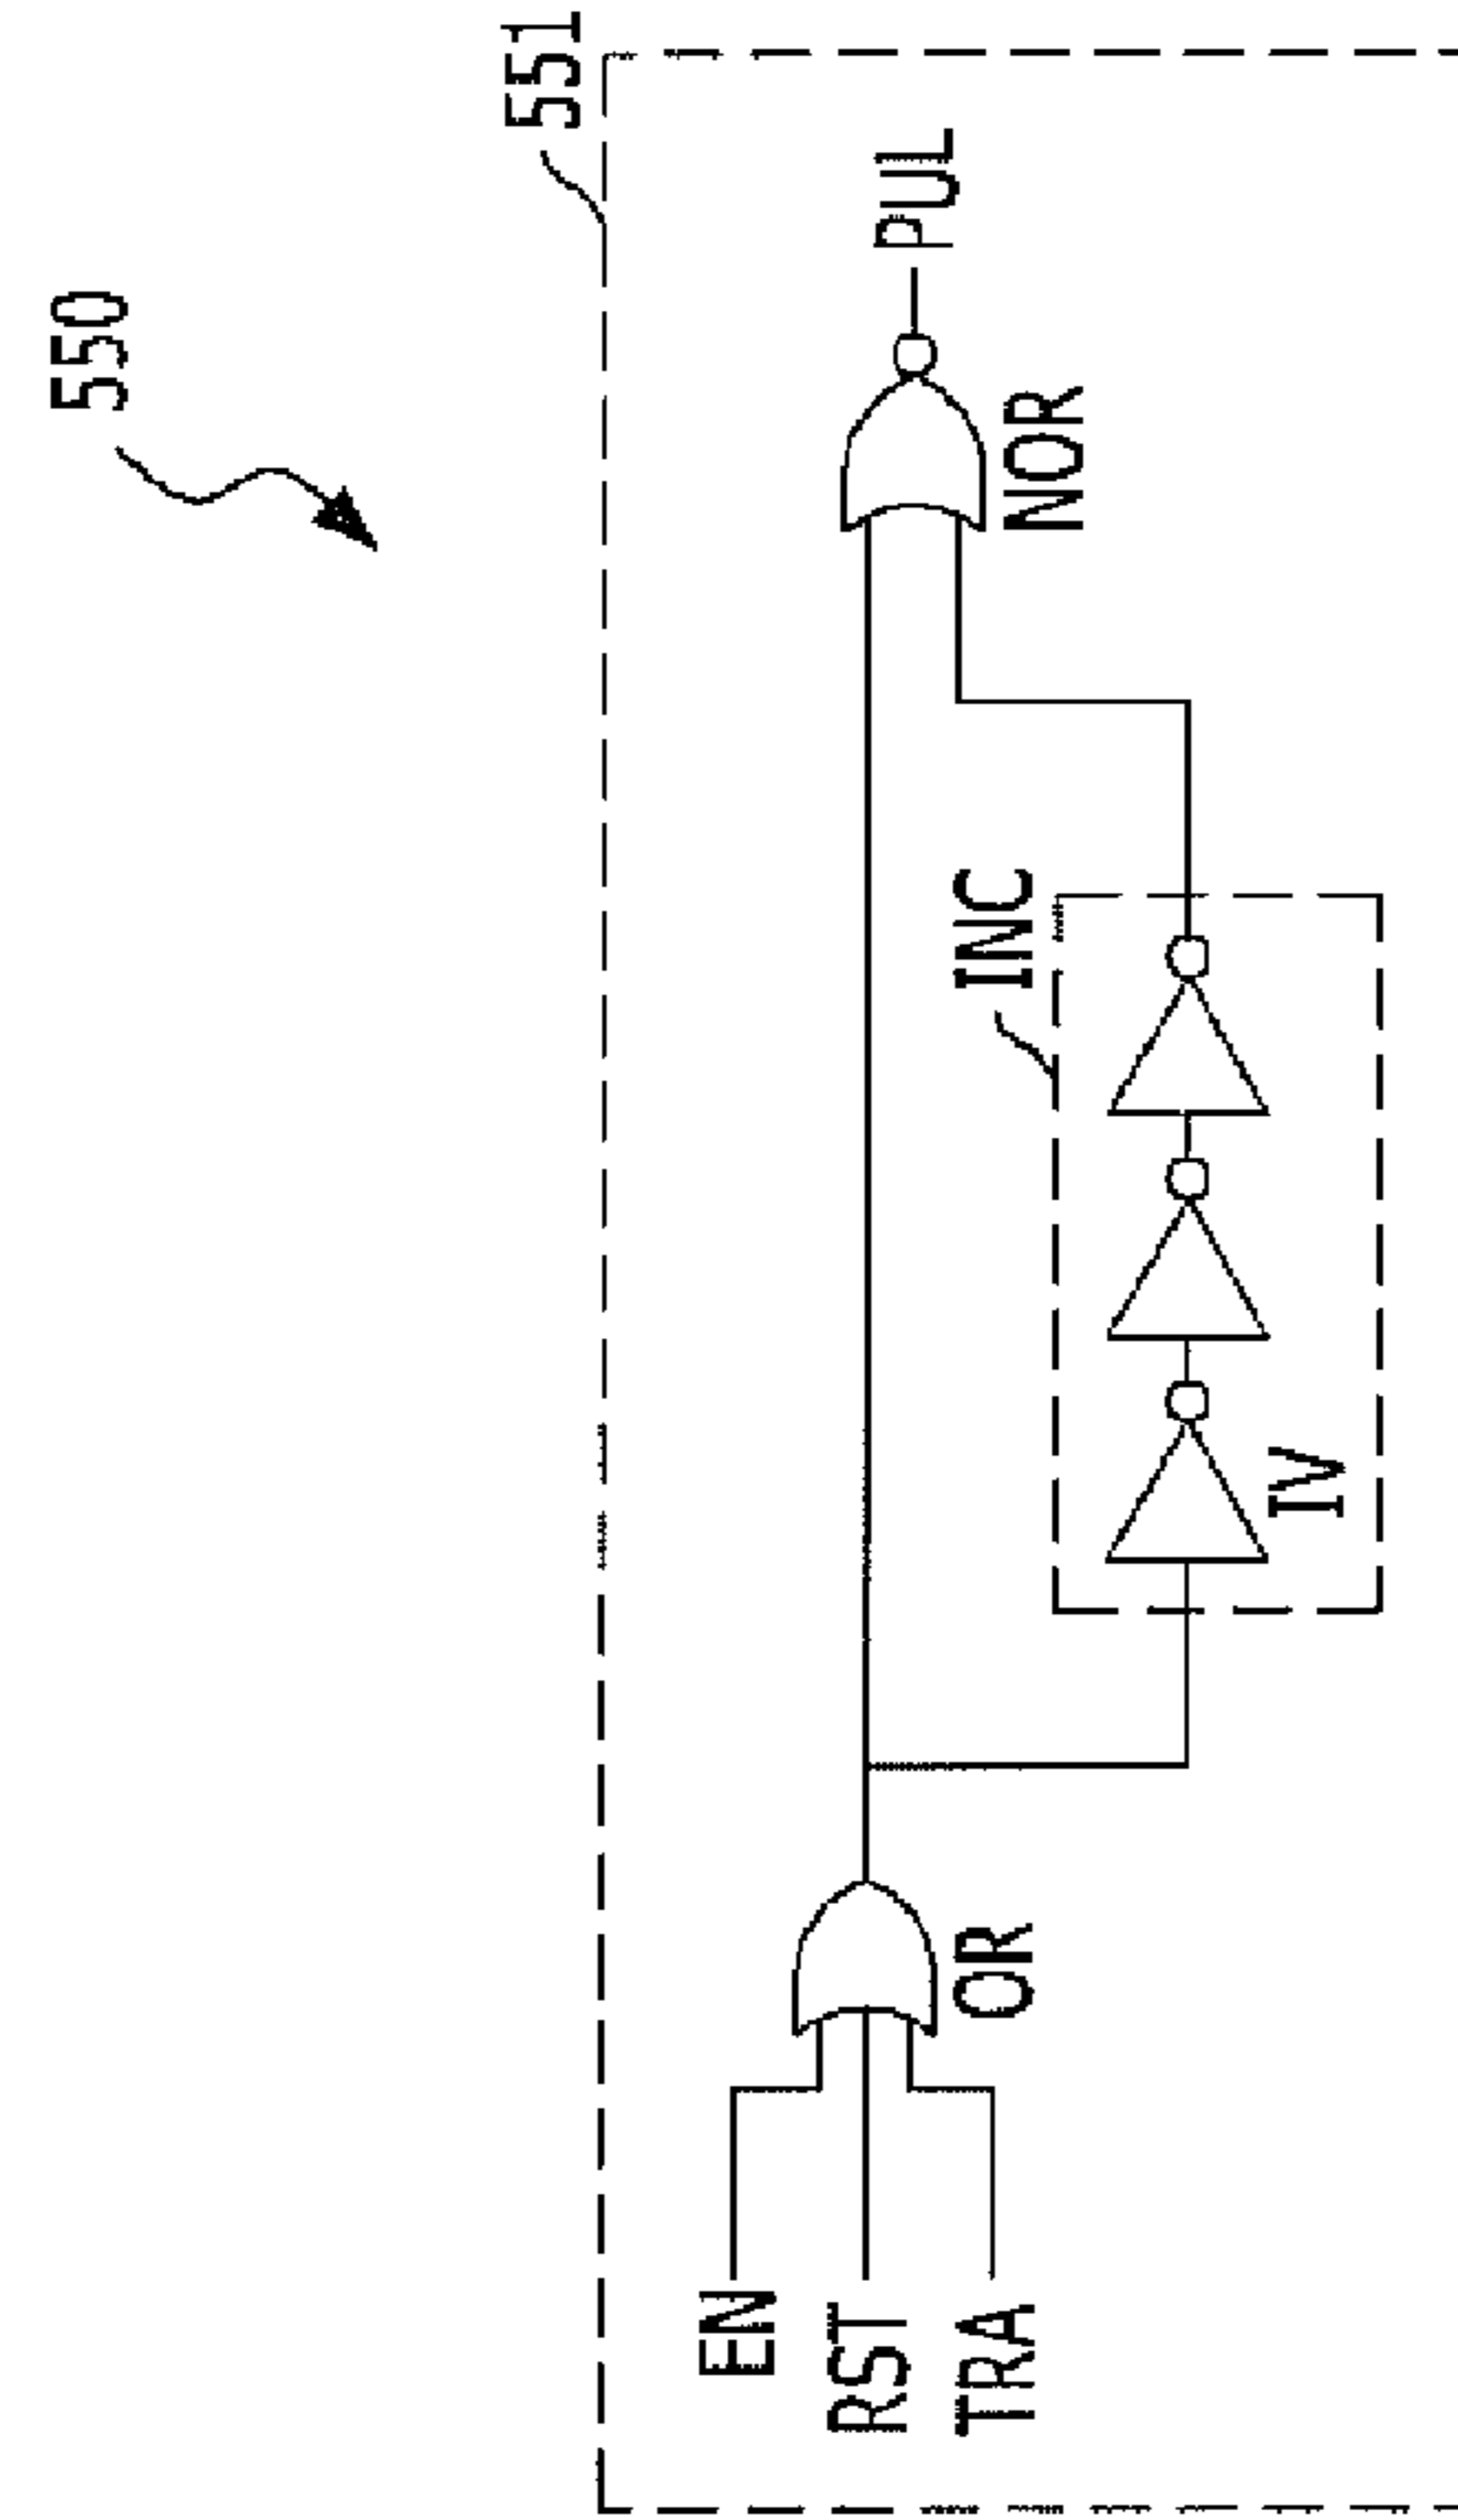 550
551
EN
RST
TRA
OR
INC
IV
NOR
PUL